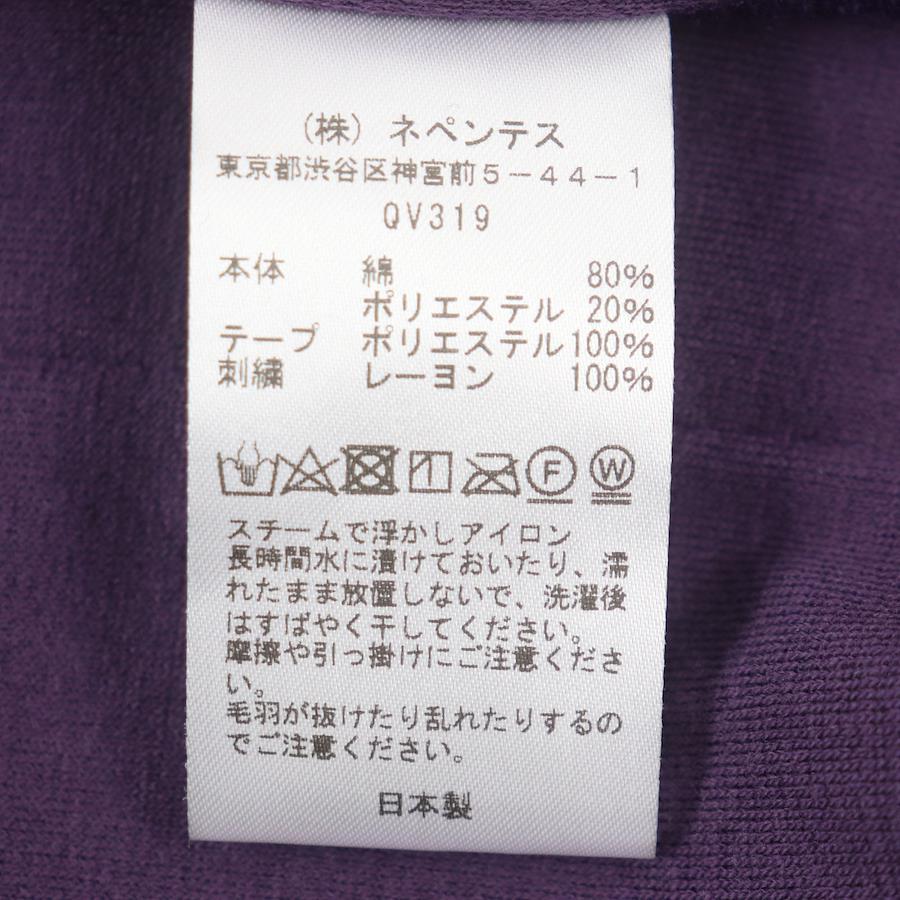 （株）ネペンテス
東京都渋谷区神宮前５－４４－１
QV319
本体 綿 80%
ポリエステル 20%
テープ ポリエステル 100%
刺繍 レーヨン 100%
F W
スチームで浮かしアイロン
長時間水に漬けておいたり、濡
れたまま放置しないで、洗濯後
はすばやく干してください。
摩擦や引っ掛けにご注意くださ
い。
毛羽が抜けたり乱れたりするの
でご注意ください。
日本製